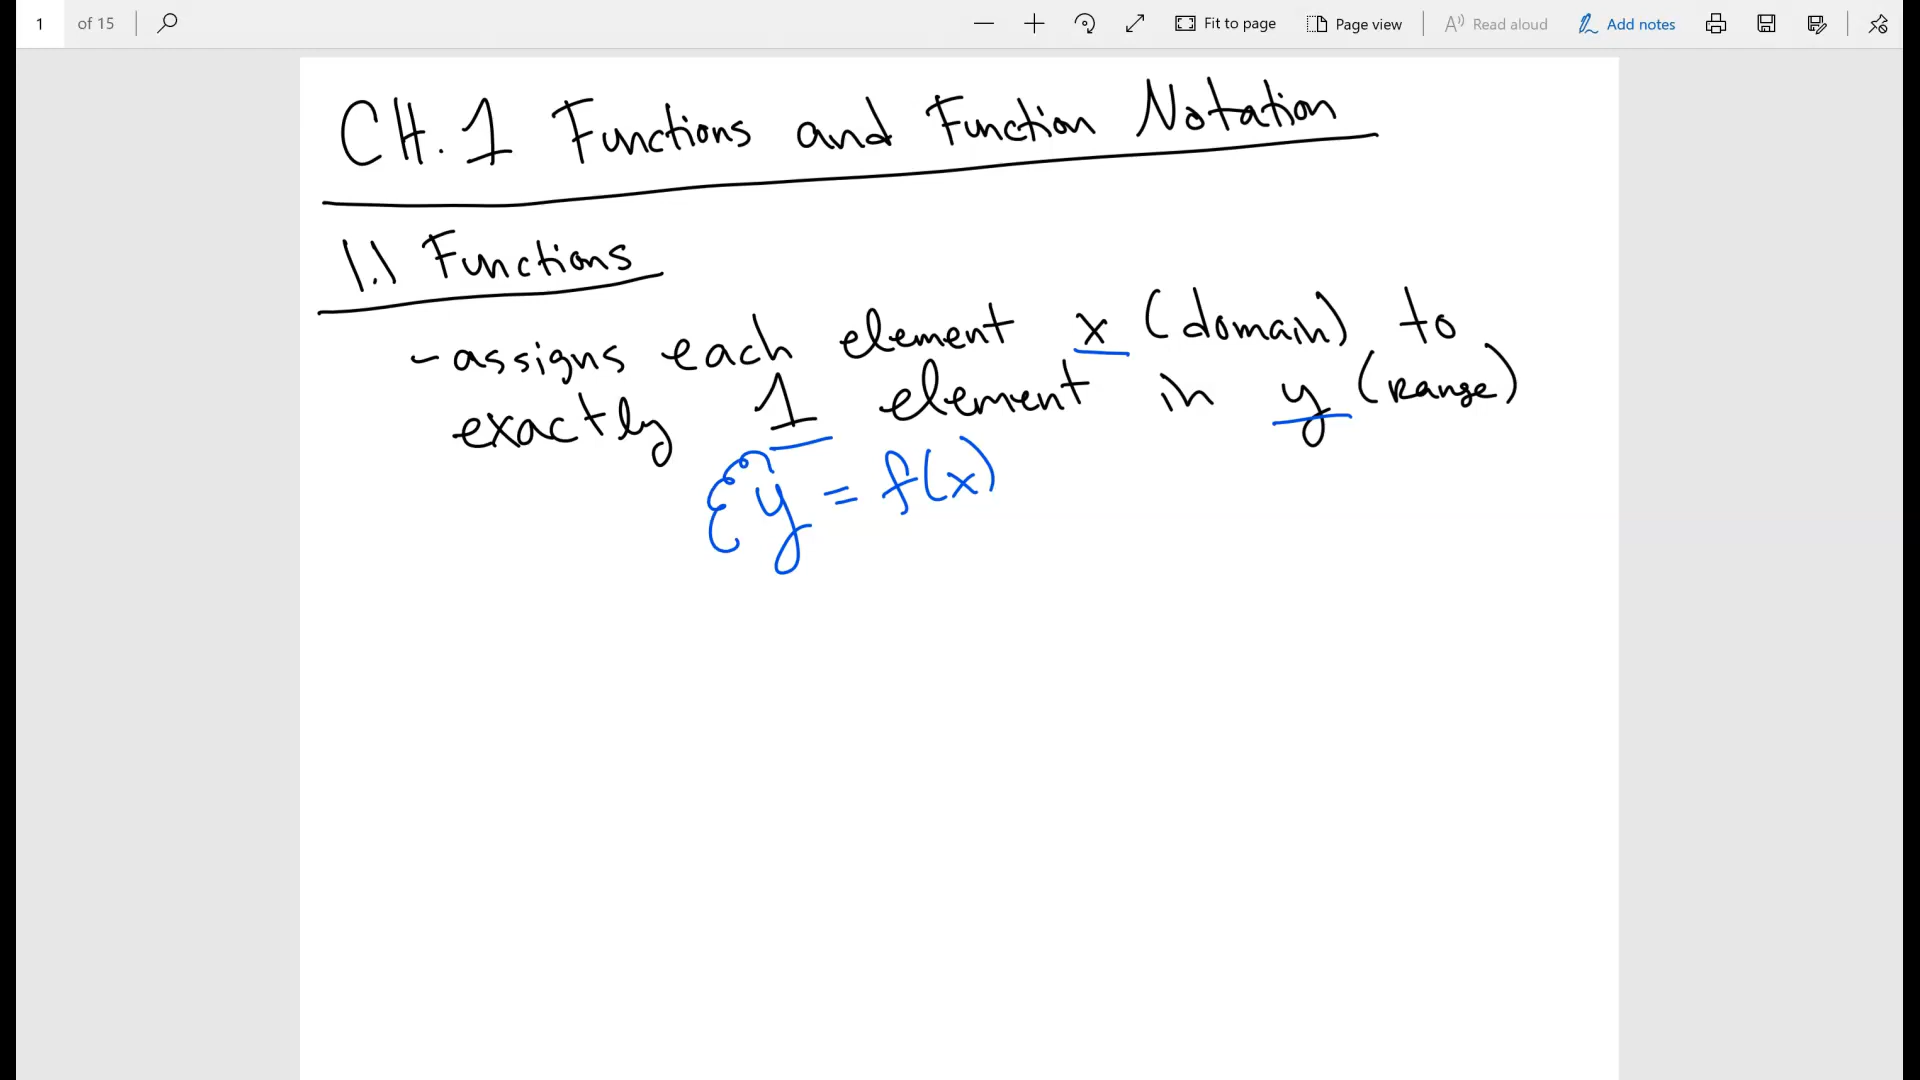 1 of 15 Fit to page Page view Read aloud Add notes
CH. 1 Functions and Function Notation
1.1 Functions
- assigns each element x (domain) to
exactly 1 element in y (range)
y = f(x)